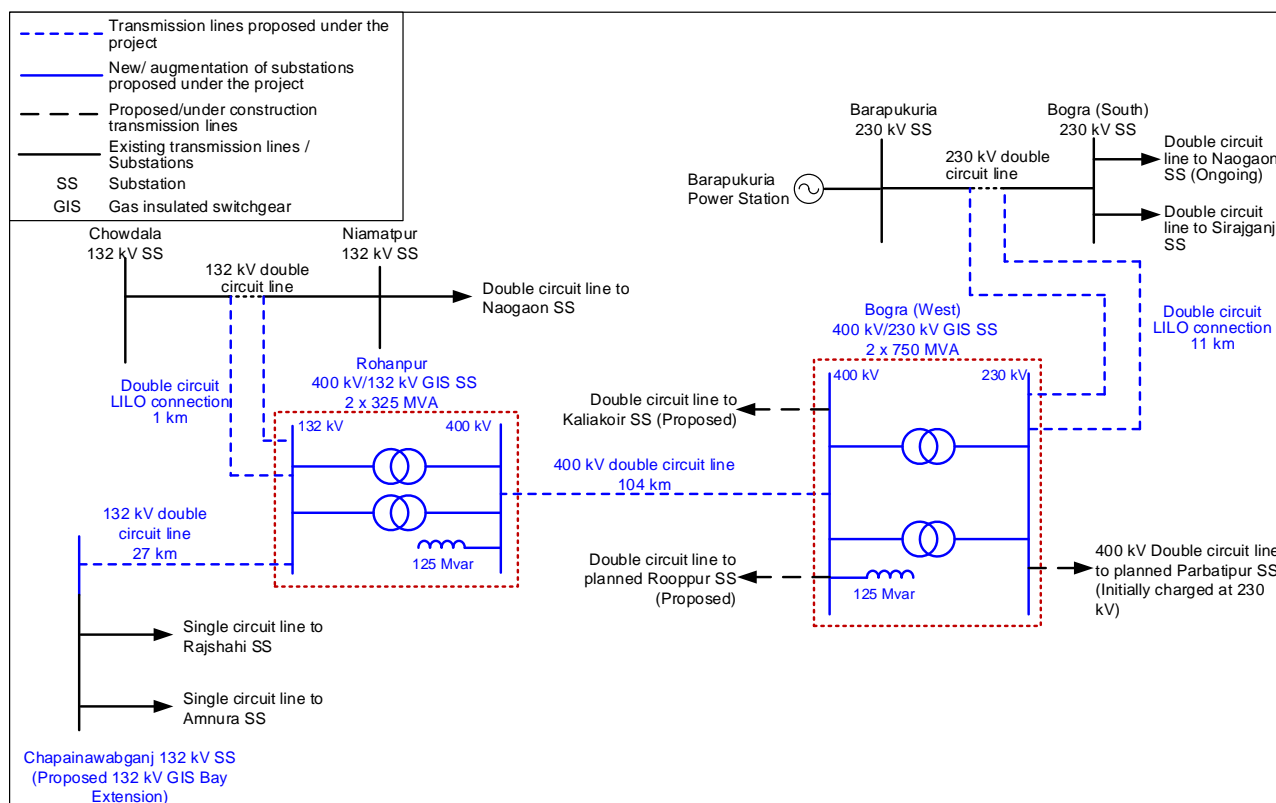 Transmission lines proposed under the
project
New/ augmentation of substations
proposed under the project
Proposed/under construction
transmission lines
Existing transmission lines /
Substations
SS Substation
GIS Gas insulated switchgear
Barapukuria
230 kV SS
Bogra (South)
230 kV SS
230 kV double
circuit line
Double circuit
line to Naogaon
SS (Ongoing)
Barapukuria
Power Station
Double circuit
line to Sirajganj
SS
Chowdala
132 kV SS
Niamatpur
132 kV SS
132 kV double
circuit line
Double circuit line to
Naogaon SS
Bogra (West)
400 kV/230 kV GIS SS
2 x 750 MVA
Double circuit
LILO connection
11 km
Rohanpur
400 kV/132 kV GIS SS
2 x 325 MVA
Double circuit
LILO connection
1 km
400 kV
230 kV
Double circuit line to
Kaliakoir SS (Proposed)
132 kV
400 kV
400 kV double circuit line
104 km
132 kV double
circuit line
27 km
125 Mvar
Double circuit line to
planned Rooppur SS
(Proposed)
125 Mvar
400 kV Double circuit line
to planned Parbatipur SS
(Initially charged at 230
kV)
Single circuit line to
Rajshahi SS
Single circuit line to
Amnura SS
Chapainawabganj 132 kV SS
(Proposed 132 kV GIS Bay
Extension)